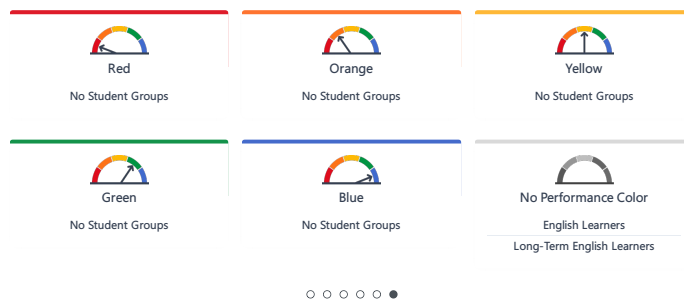 Red
No Student Groups
Orange
No Student Groups
Yellow
No Student Groups
Green
No Student Groups
Blue
No Student Groups
No Performance Color
English Learners
Long-Term English Learners